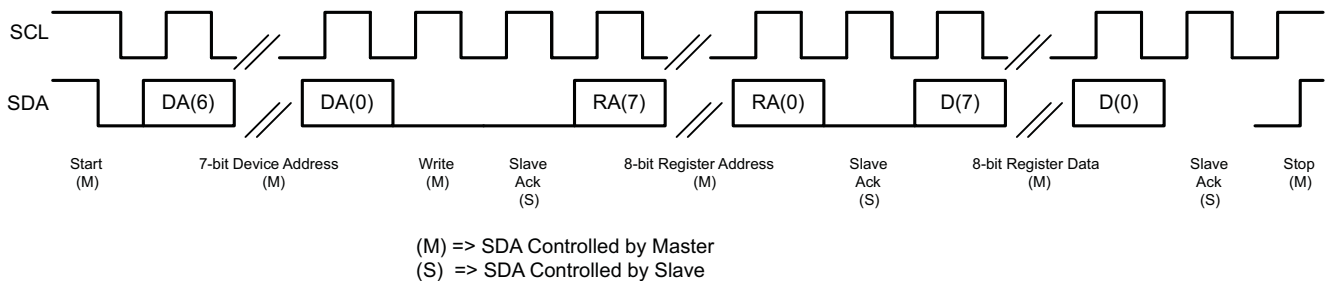 SCL
SDA
DA(6)
DA(0)
RA(7)
RA(0)
D(7)
D(0)
Start
(M)
7-bit Device Address
(M)
Write
(M)
Slave
Ack
(S)
8-bit Register Address
(M)
Slave
Ack
(S)
8-bit Register Data
(M)
Slave
Ack
(S)
Stop
(M)
(M) => SDA Controlled by Master
(S) => SDA Controlled by Slave